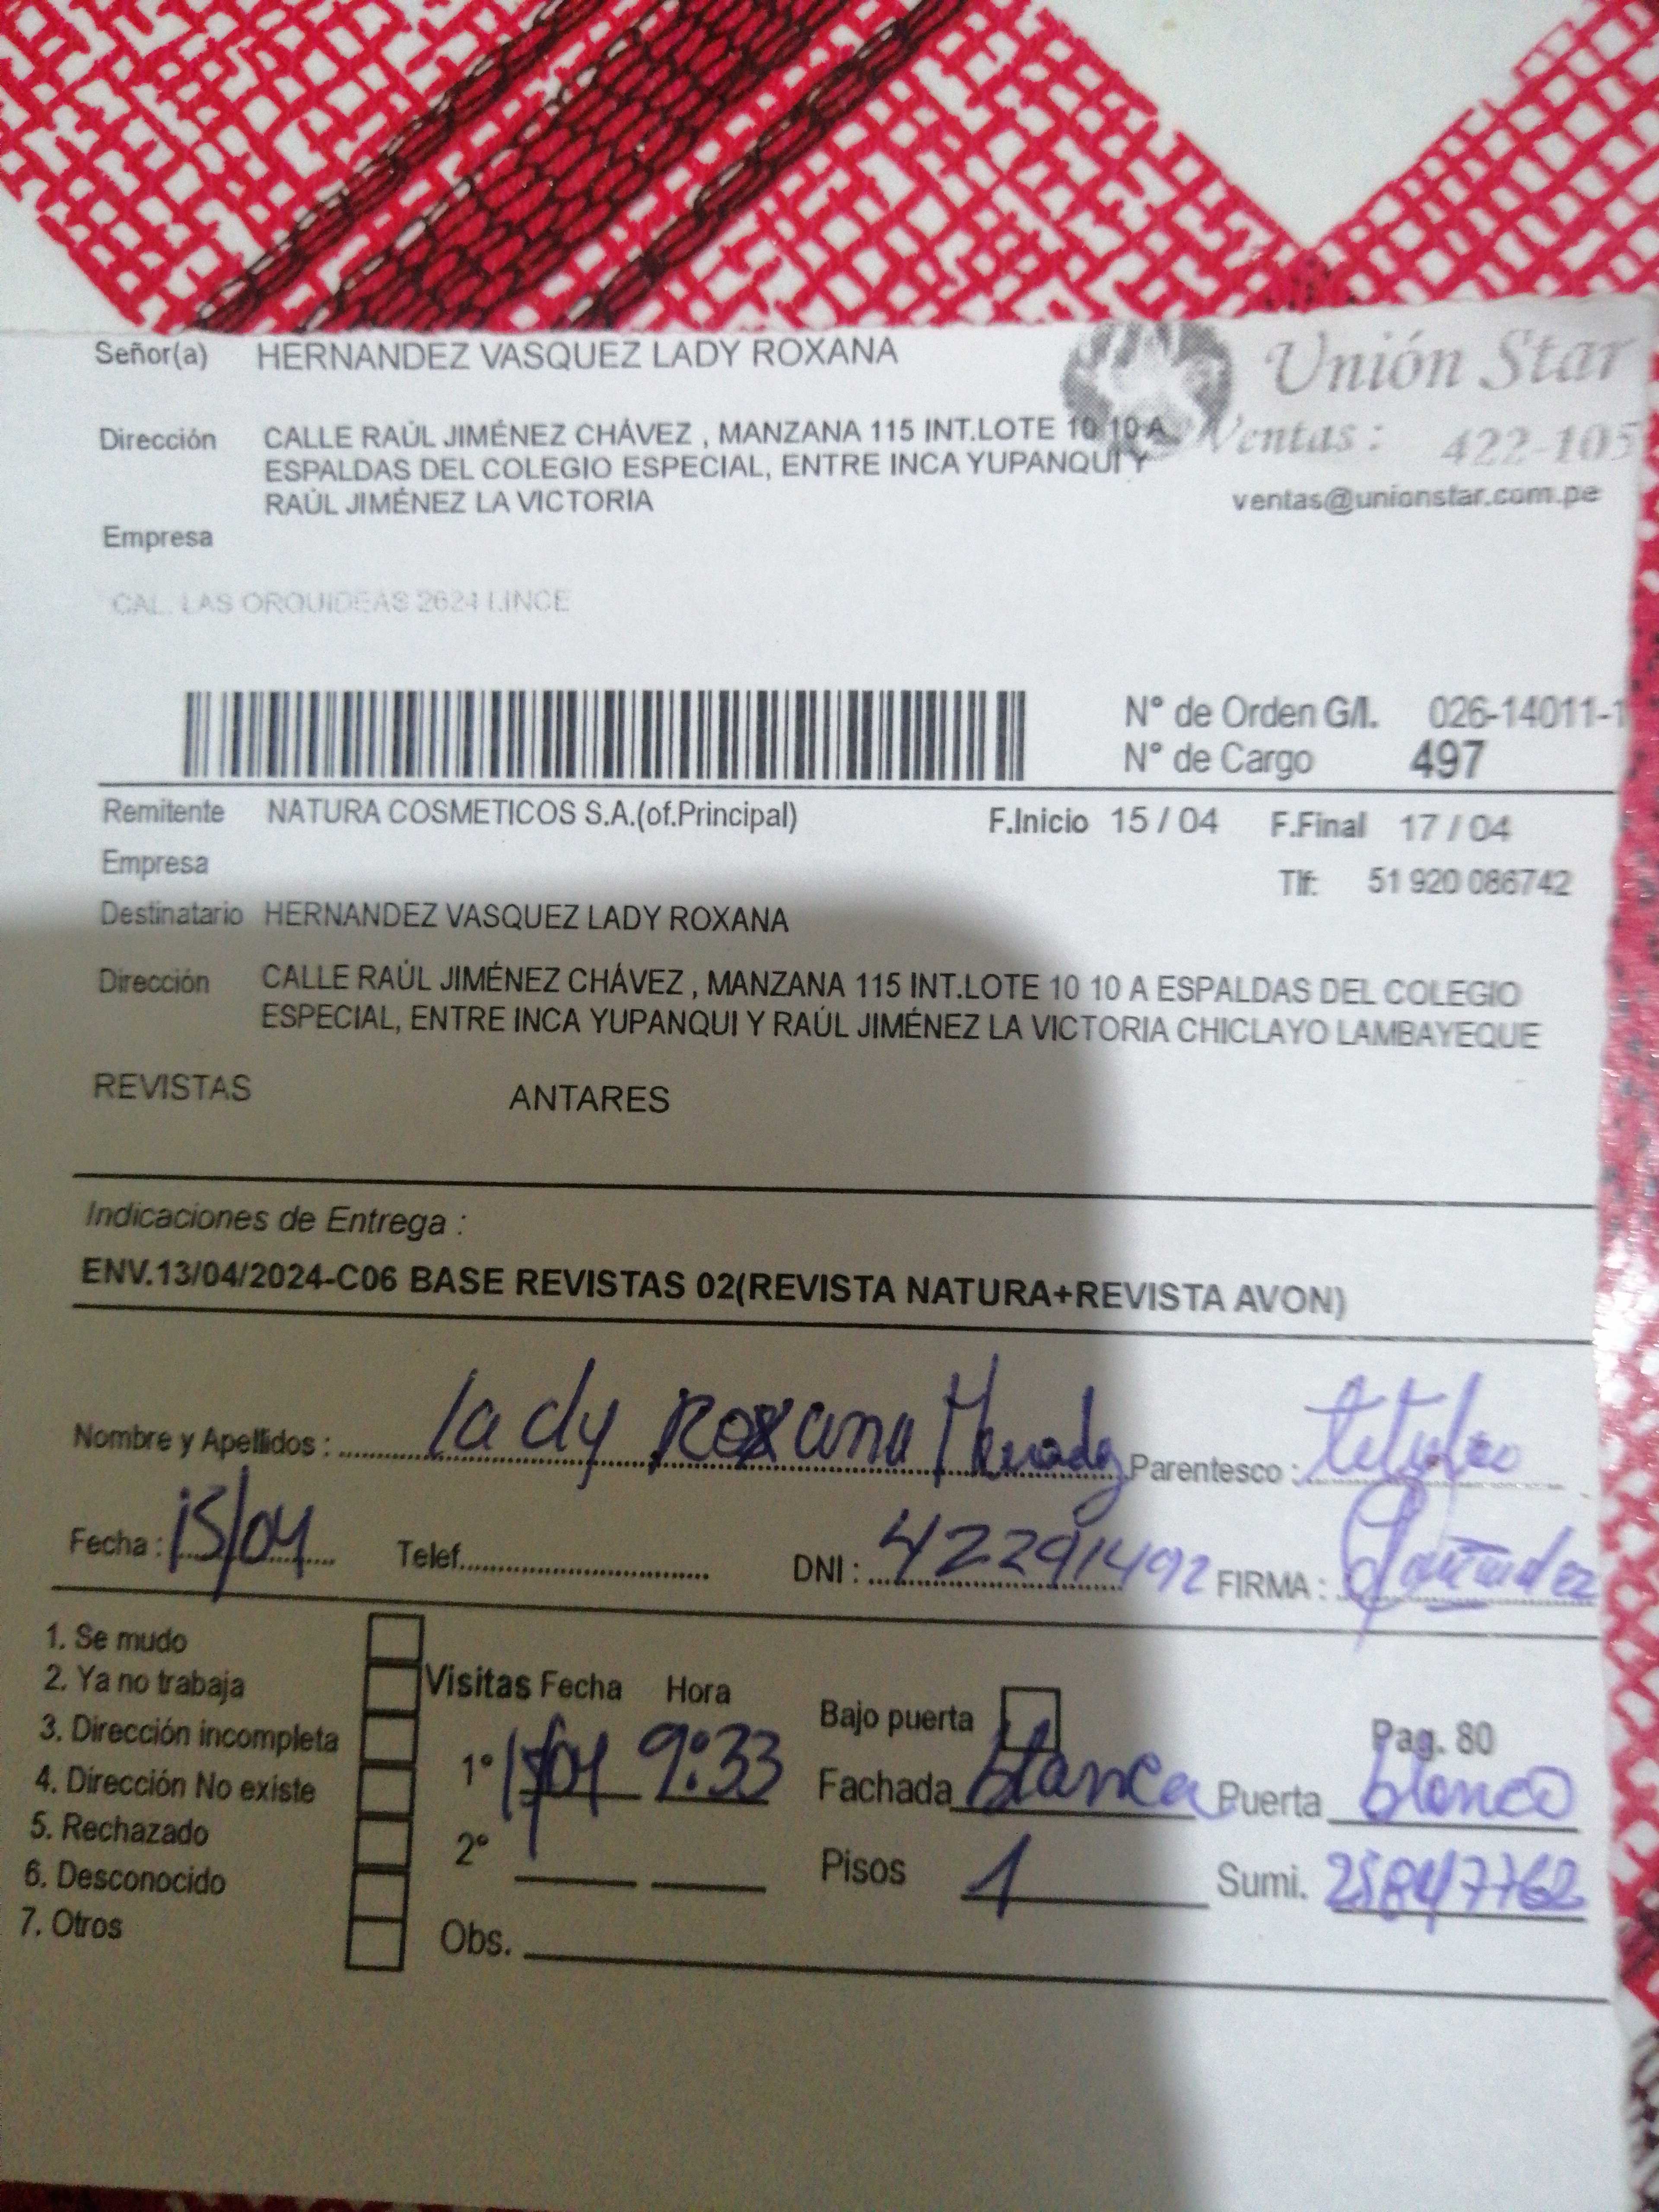 Señor(a) HERNANDEZ VASQUEZ LADY ROXANA
Unión Star
Dirección CALLE RAÚL JIMÉNEZ CHÁVEZ , MANZANA 115 INT.LOTE 10 10 A
ESPALDAS DEL COLEGIO ESPECIAL, ENTRE INCA YUPANQUI Y
RAÚL JIMÉNEZ LA VICTORIA
Ventas : 422-105
ventas@unionstar.com.pe
Empresa
CAL. LAS ORQUIDEAS 2624 LINCE
N° de Orden G/I. 026-14011-1
N° de Cargo 497
Remitente NATURA COSMETICOS S.A.(of.Principal) F.Inicio 15 / 04 F.Final 17 / 04
Empresa Tlf: 51 920 086742
Destinatario HERNANDEZ VASQUEZ LADY ROXANA
Dirección CALLE RAÚL JIMÉNEZ CHÁVEZ , MANZANA 115 INT.LOTE 10 10 A ESPALDAS DEL COLEGIO
ESPECIAL, ENTRE INCA YUPANQUI Y RAÚL JIMÉNEZ LA VICTORIA CHICLAYO LAMBAYEQUE
REVISTAS ANTARES
Indicaciones de Entrega :
ENV.13/04/2024-C06 BASE REVISTAS 02(REVISTA NATURA+REVISTA AVON)
Nombre y Apellidos : lady Roxana Parentesco :
Fecha : 15/04 Telef. DNI : 42291492 FIRMA :
1. Se mudo
2. Ya no trabaja
3. Dirección incompleta
4. Dirección No existe
5. Rechazado
6. Desconocido
7. Otros
Visitas Fecha Hora
1° 9:33
2°
Obs.
Bajo puerta Pag. 80
Fachada blanca Puerta blanco
Pisos 1 Sumi. 25847762